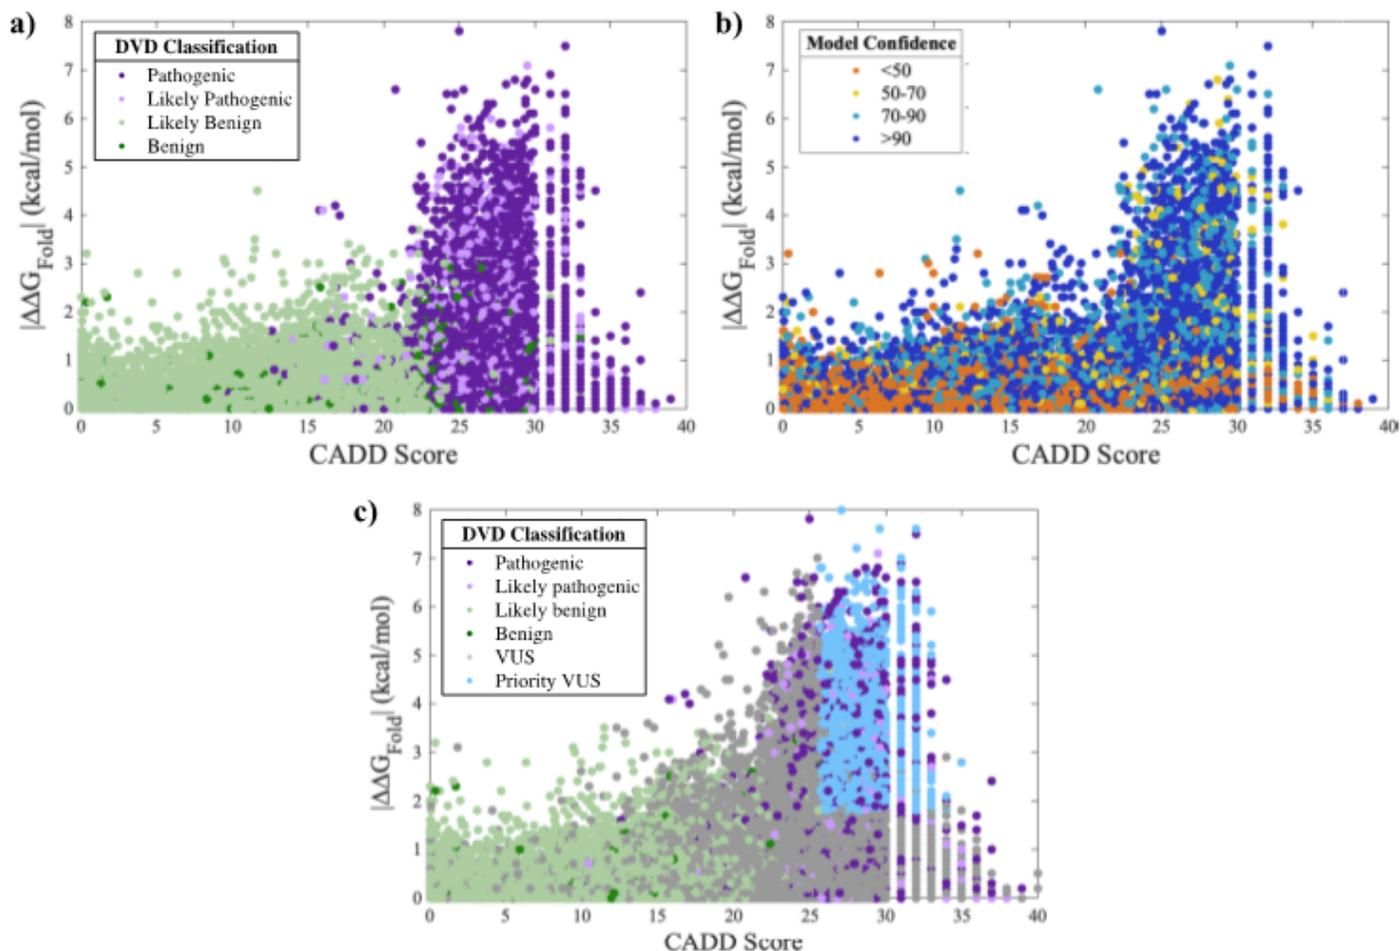 a)
DVD Classification
Pathogenic
Likely Pathogenic
Likely Benign
Benign
8
7
6
5
4
3
2
1
0
|ΔΔG_Fold| (kcal/mol)
0 5 10 15 20 25 30 35 40
CADD Score
b)
Model Confidence
<50
50-70
70-90
>90
8
7
6
5
4
3
2
1
0
|ΔΔG_Fold| (kcal/mol)
0 5 10 15 20 25 30 35 40
CADD Score
c)
DVD Classification
Pathogenic
Likely pathogenic
Likely benign
Benign
VUS
Priority VUS
8
7
6
5
4
3
2
1
0
|ΔΔG_Fold| (kcal/mol)
0 5 10 15 20 25 30 35 40
CADD Score